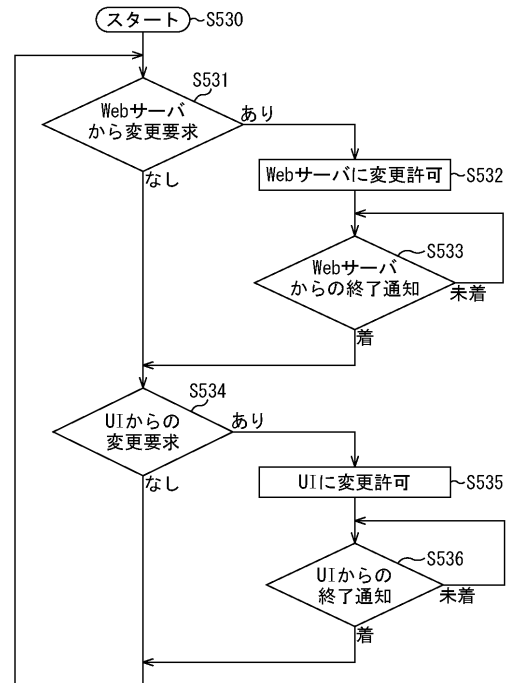 スタート
S530
S531
Webサーバ
から変更要求
あり
なし
Webサーバに変更許可
S532
S533
Webサーバ
からの終了通知
未着
着
S534
UIからの
変更要求
あり
なし
UIに変更許可
S535
S536
UIからの
終了通知
未着
着